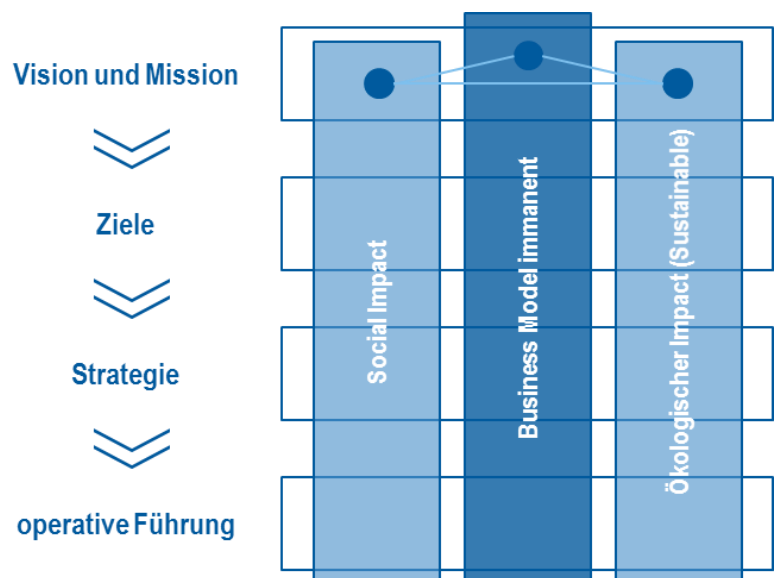 Vision und Mission
Ziele
Strategie
operative Führung
Social Impact
Business Model immanent
Ökologischer Impact (Sustainable)